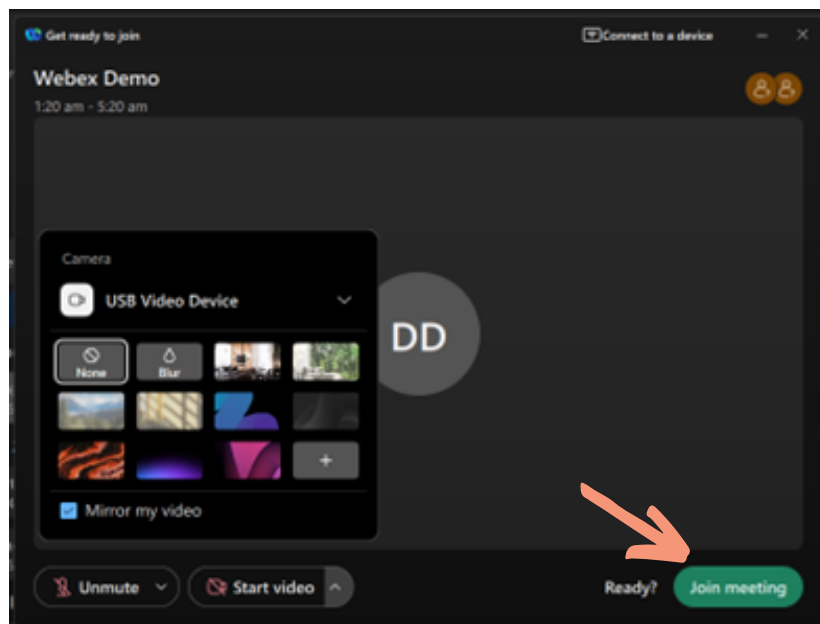 Get ready to join
Connect to a device
Webex Demo
1:20 am - 5:20 am
Camera
USB Video Device
None
Blur
DD
Mirror my video
Unmute
Start video
Ready?
Join meeting